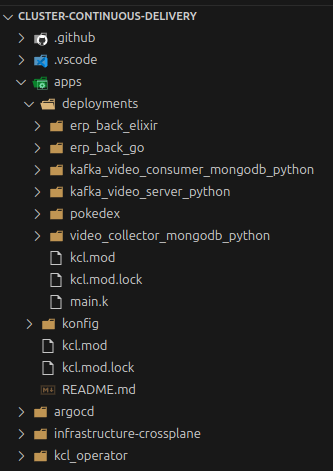 CLUSTER-CONTINUOUS-DELIVERY
.github
.vscode
apps
deployments
erp_back_elixir
erp_back_go
kafka_video_consumer_mongodb_python
kafka_video_server_python
pokedex
video_collector_mongodb_python
kcl.mod
kcl.mod.lock
main.k
konfig
kcl.mod
kcl.mod.lock
README.md
argocd
infrastructure-crossplane
kcl_operator